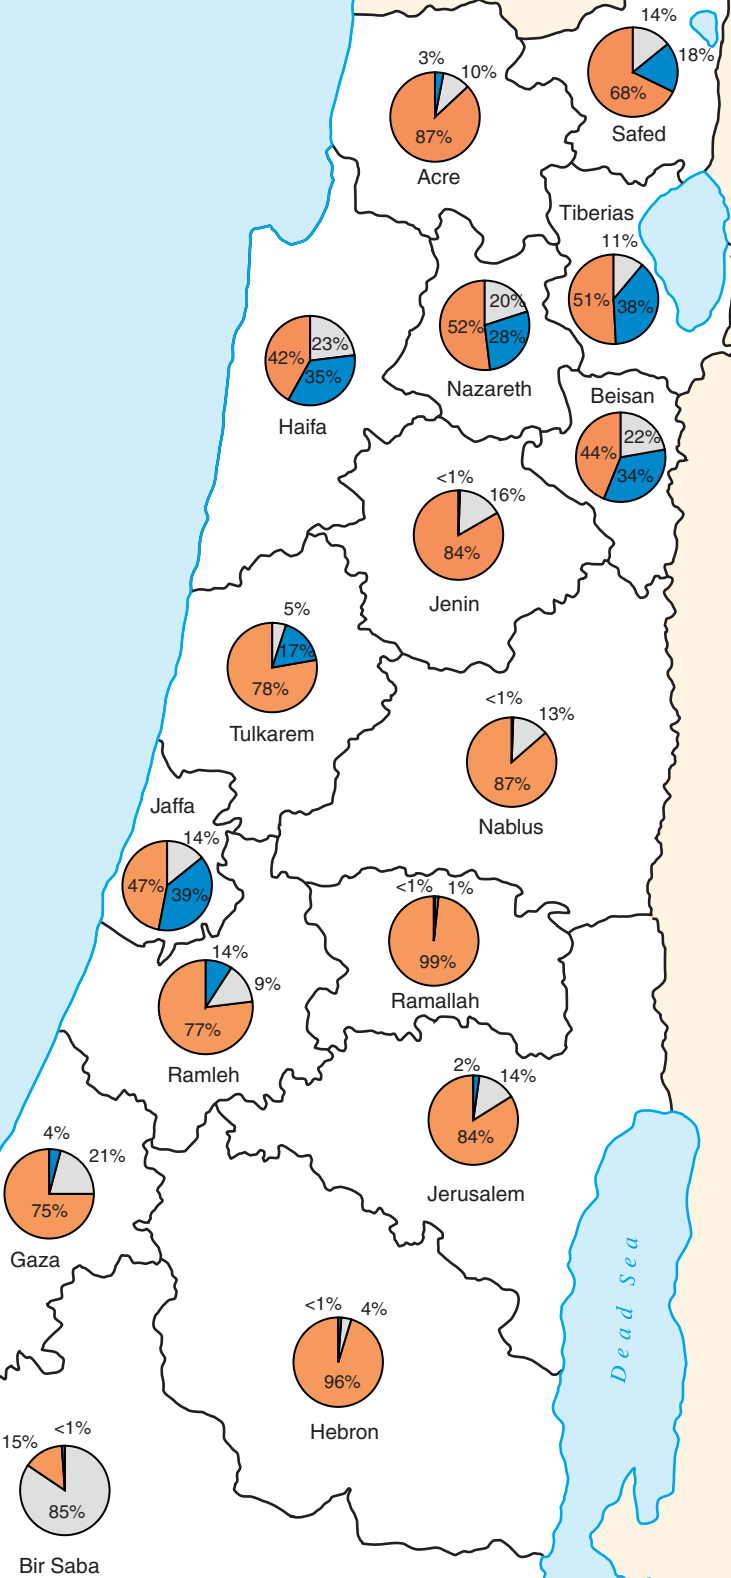 14%
18%
68%
Safed
3%
10%
87%
Acre
Tiberias
11%
51%
38%
20%
52%
28%
Nazareth
23%
42%
35%
Haifa
Beisan
22%
44%
34%
<1%
16%
84%
Jenin
5%
17%
78%
Tulkarem
<1%
13%
87%
Nablus
Jaffa
14%
47%
39%
<1%
1%
99%
Ramallah
14%
9%
77%
Ramleh
2%
14%
84%
Jerusalem
4%
21%
75%
Gaza
Dead Sea
<1%
4%
96%
Hebron
15%
<1%
85%
Bir Saba